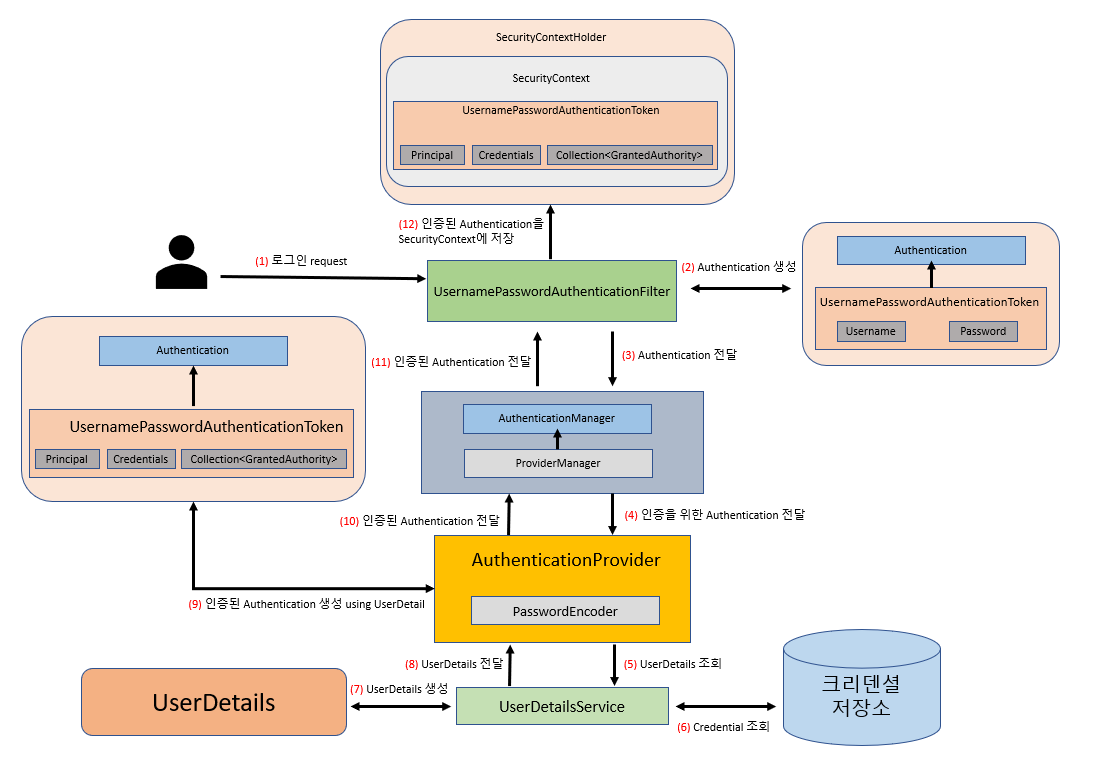 SecurityContextHolder
SecurityContext
UsernamePasswordAuthenticationToken
Principal
Credentials
Collection<GrantedAuthority>
(12) 인증된 Authentication을
SecurityContext에 저장
(1) 로그인 request
UsernamePasswordAuthenticationFilter
(2) Authentication 생성
Authentication
UsernamePasswordAuthenticationToken
Username
Password
(11) 인증된 Authentication 전달
(3) Authentication 전달
Authentication
UsernamePasswordAuthenticationToken
Principal
Credentials
Collection<GrantedAuthority>
AuthenticationManager
ProviderManager
(10) 인증된 Authentication 전달
(4) 인증을 위한 Authentication 전달
AuthenticationProvider
PasswordEncoder
(9) 인증된 Authentication 생성 using UserDetail
(8) UserDetails 전달
(5) UserDetails 조회
UserDetails
(7) UserDetails 생성
UserDetailsService
(6) Credential 조회
크리덴셜
저장소